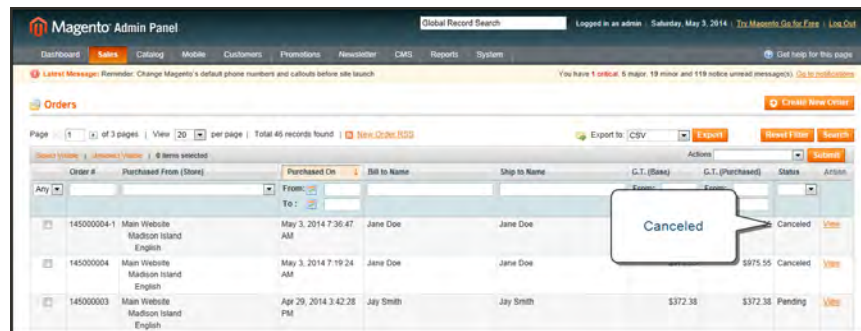 Magento Admin Panel
Global Record Search
Logged in as admin | Saturday, May 3, 2014 | Try Magento Go for Free | Log Out
Dashboard Sales Catalog Mobile Customers Promotions Newsletter CMS Reports System
Get help for this page
Latest Message: Reminder: Change Magento's default phone numbers and callouts before site launch
You have 1 critical, 5 major, 19 minor and 119 notice unread message(s). Go to notifications
Orders
Create New Order
Page 1 of 3 pages | View 20 per page | Total 46 records found | New Order RSS
Export to: CSV Export Reset Filter Search
Select Visible | Unselect Visible | 0 items selected
Actions Submit
Order # Purchased From (Store) Purchased On Bill to Name Ship to Name G.T. (Base) G.T. (Purchased) Status Action
Any From: From: From:
To :
145000004-1 Main Website May 3, 2014 7:36:47 Jane Doe Jane Doe Canceled View
Madison Island AM
English
Canceled
145000004 Main Website May 3, 2014 7:19:24 Jane Doe Jane Doe $975.55 Canceled View
Madison Island AM
English
145000003 Main Website Apr 29, 2014 3:42:28 Jay Smith Jay Smith $372.38 $372.38 Pending View
Madison Island PM
English